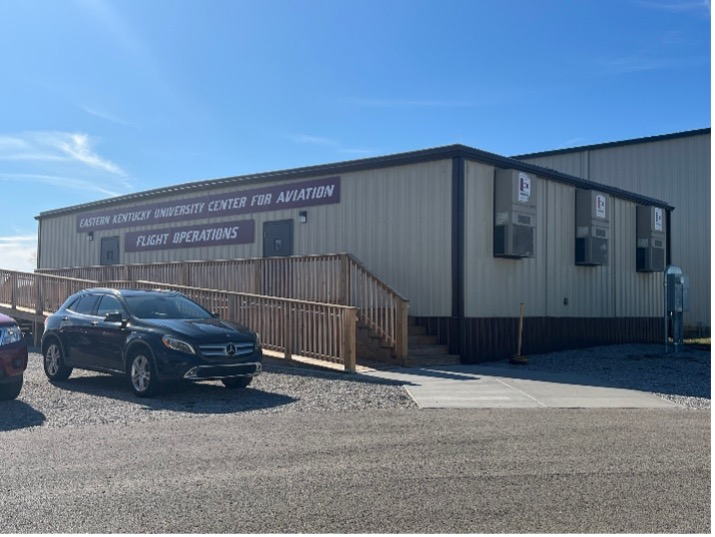 EASTERN KENTUCKY UNIVERSITY CENTER FOR AVIATION
FLIGHT OPERATIONS